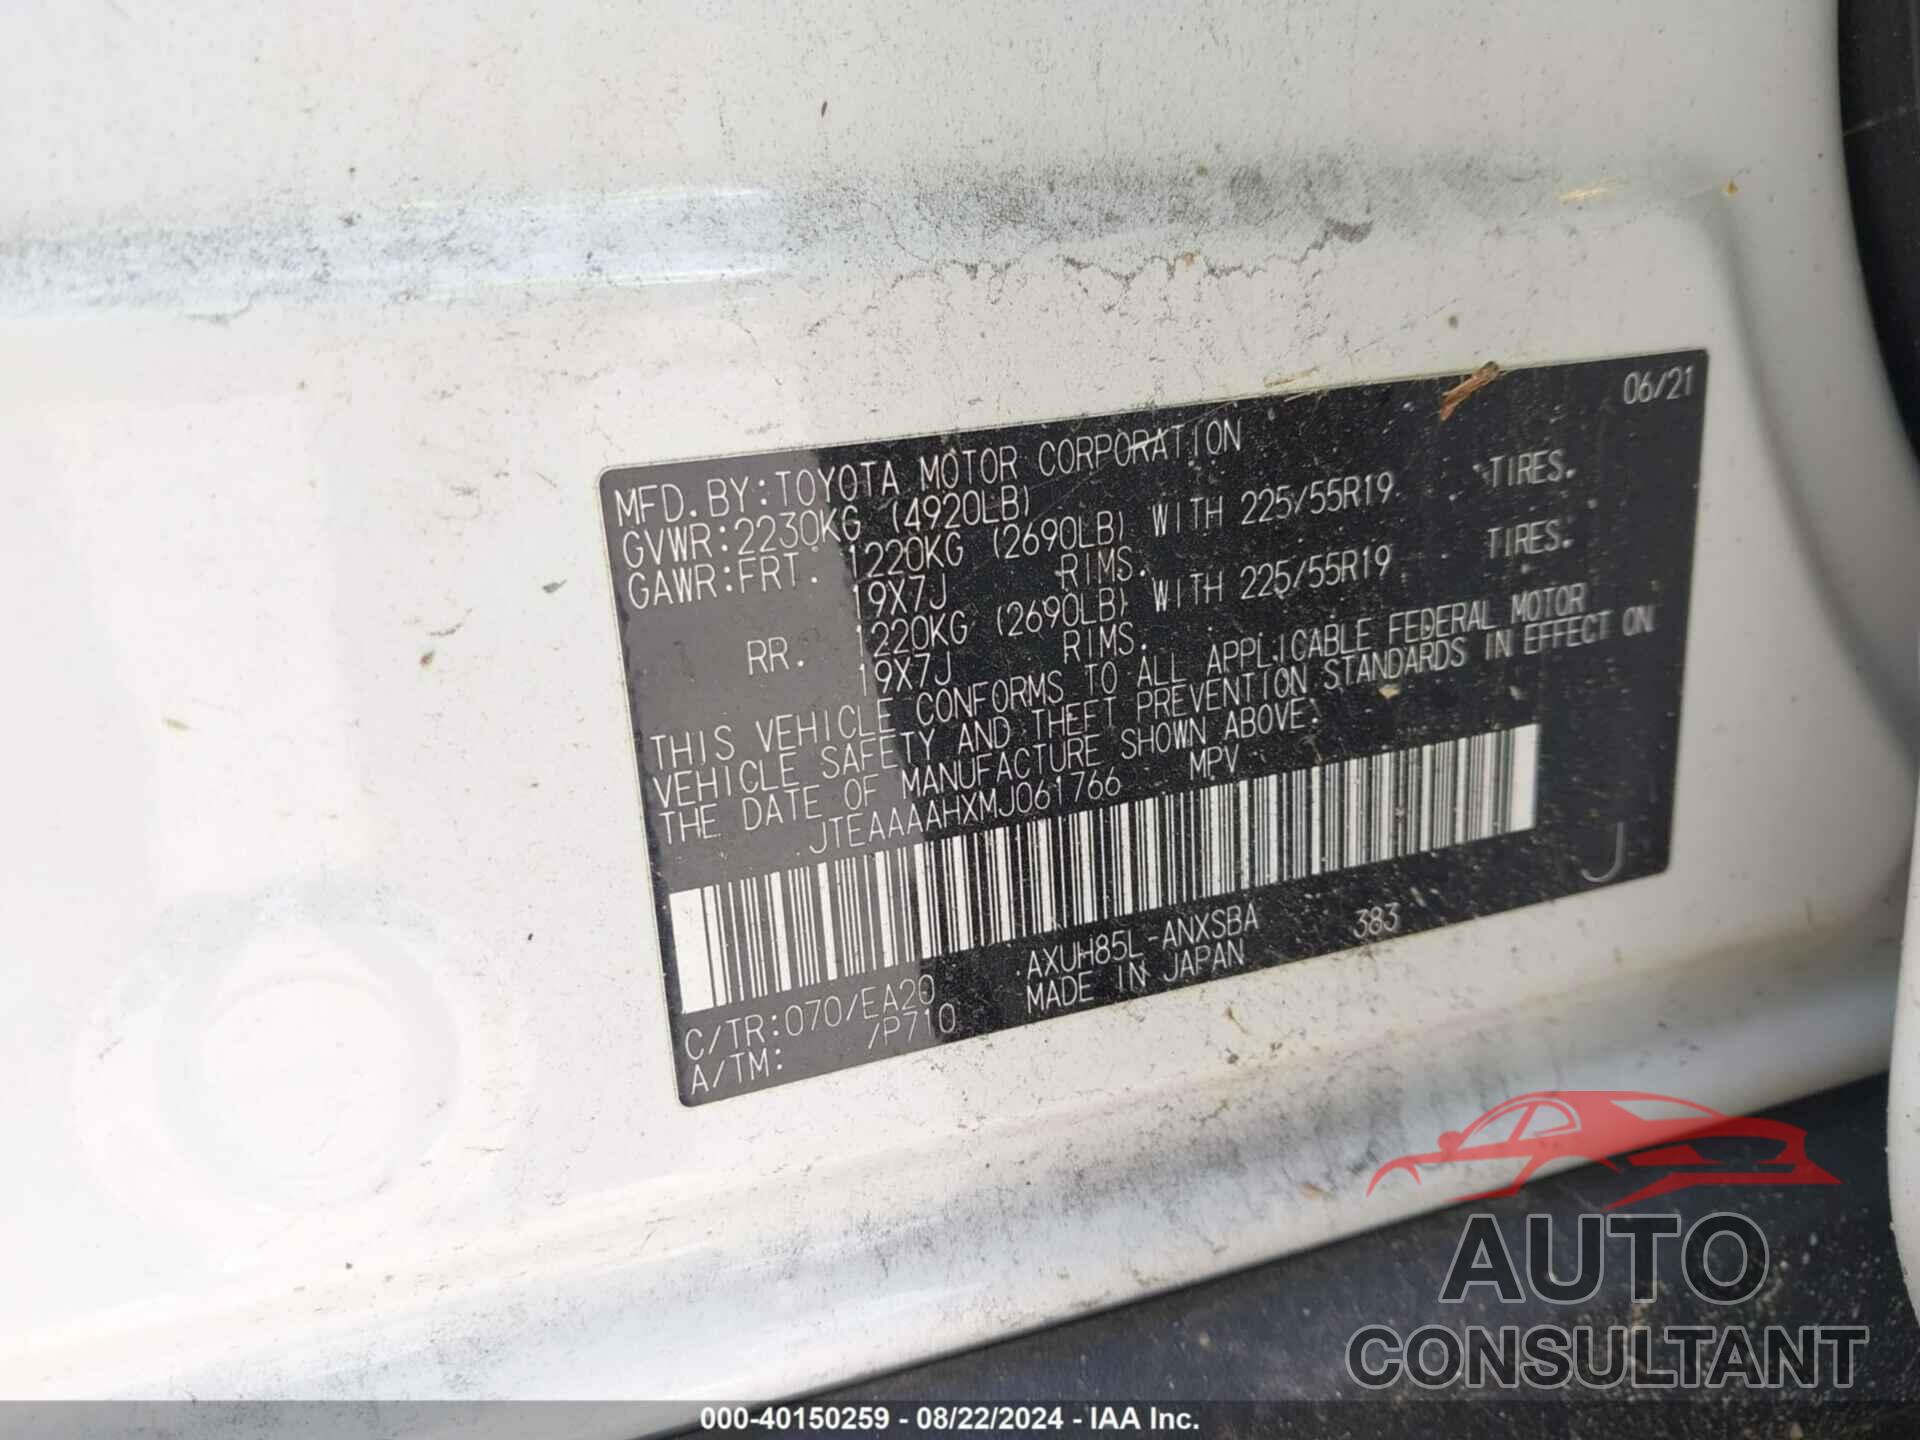 06/21
MFD.BY:TOYOTA MOTOR CORPORATION
GVWR:2230KG (4920LB)
GAWR:FRT. 1220KG (2690LB) WITH 225/55R19 TIRES.
19X7J RIMS.
RR. 1220KG (2690LB) WITH 225/55R19 TIRES.
19X7J RIMS.
THIS VEHICLE CONFORMS TO ALL APPLICABLE FEDERAL MOTOR
VEHICLE SAFETY AND THEFT PREVENTION STANDARDS IN EFFECT ON
THE DATE OF MANUFACTURE SHOWN ABOVE.
JTEAAAAHXMJ061766 MPV
J
AXUH85L-ANXSBA 383
C/TR:070/EA20 MADE IN JAPAN
A/TM: /P710
AUTO
CONSULTANT
000-40150259 - 08/22/2024 - IAA Inc.